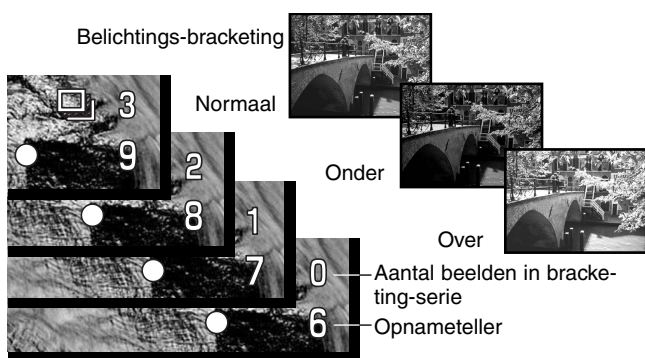 Belichtings-bracketing
Normaal
3
9
2
8
Onder
1
7
Over
0
Aantal beelden in bracke-
ting-serie
6
Opnameteller